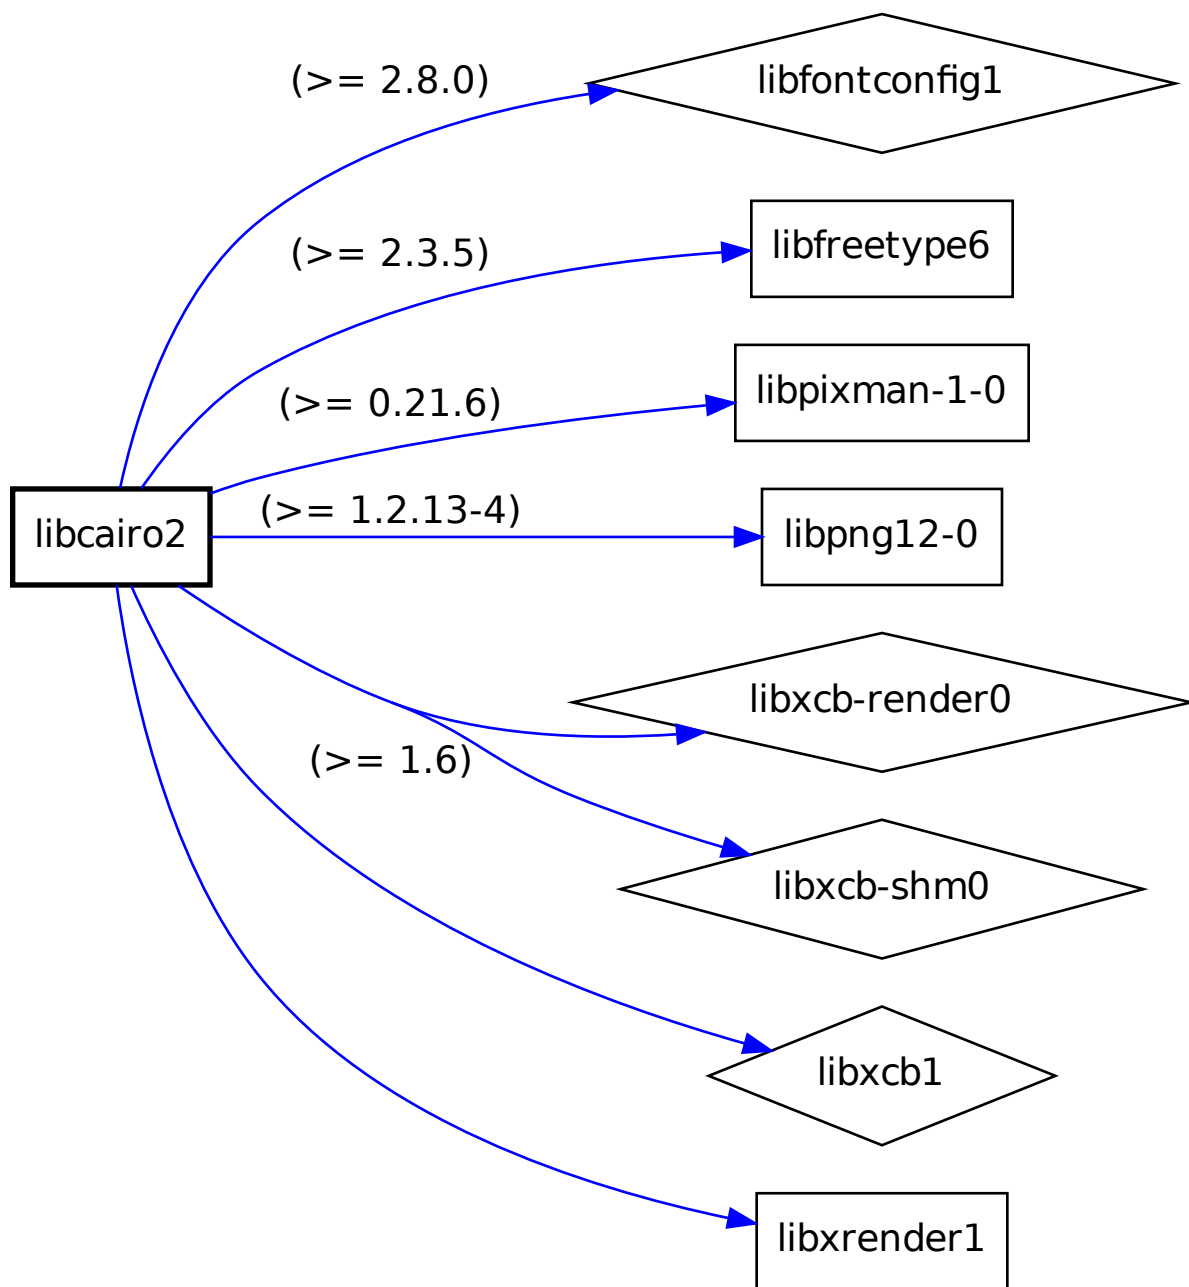 (>= 2.8.0)
libfontconfig1
(>= 2.3.5)
libfreetype6
(>= 0.21.6)
libpixman-1-0
libcairo2
(>= 1.2.13-4)
libpng12-0
libxcb-render0
(>= 1.6)
libxcb-shm0
libxcb1
libxrender1